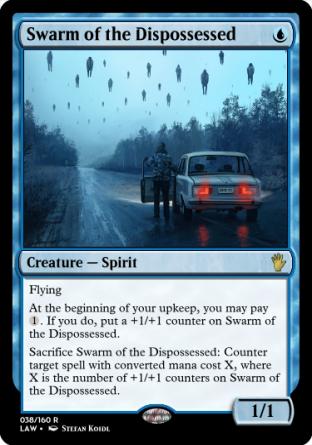 Swarm of the Dispossessed
Creature — Spirit
Flying
At the beginning of your upkeep, you may pay
1. If you do, put a +1/+1 counter on Swarm of
the Dispossessed.
Sacrifice Swarm of the Dispossessed: Counter
target spell with converted mana cost X, where
X is the number of +1/+1 counters on Swarm of
the Dispossessed.
1/1
038/160 R
LAW • Stefan Koidl